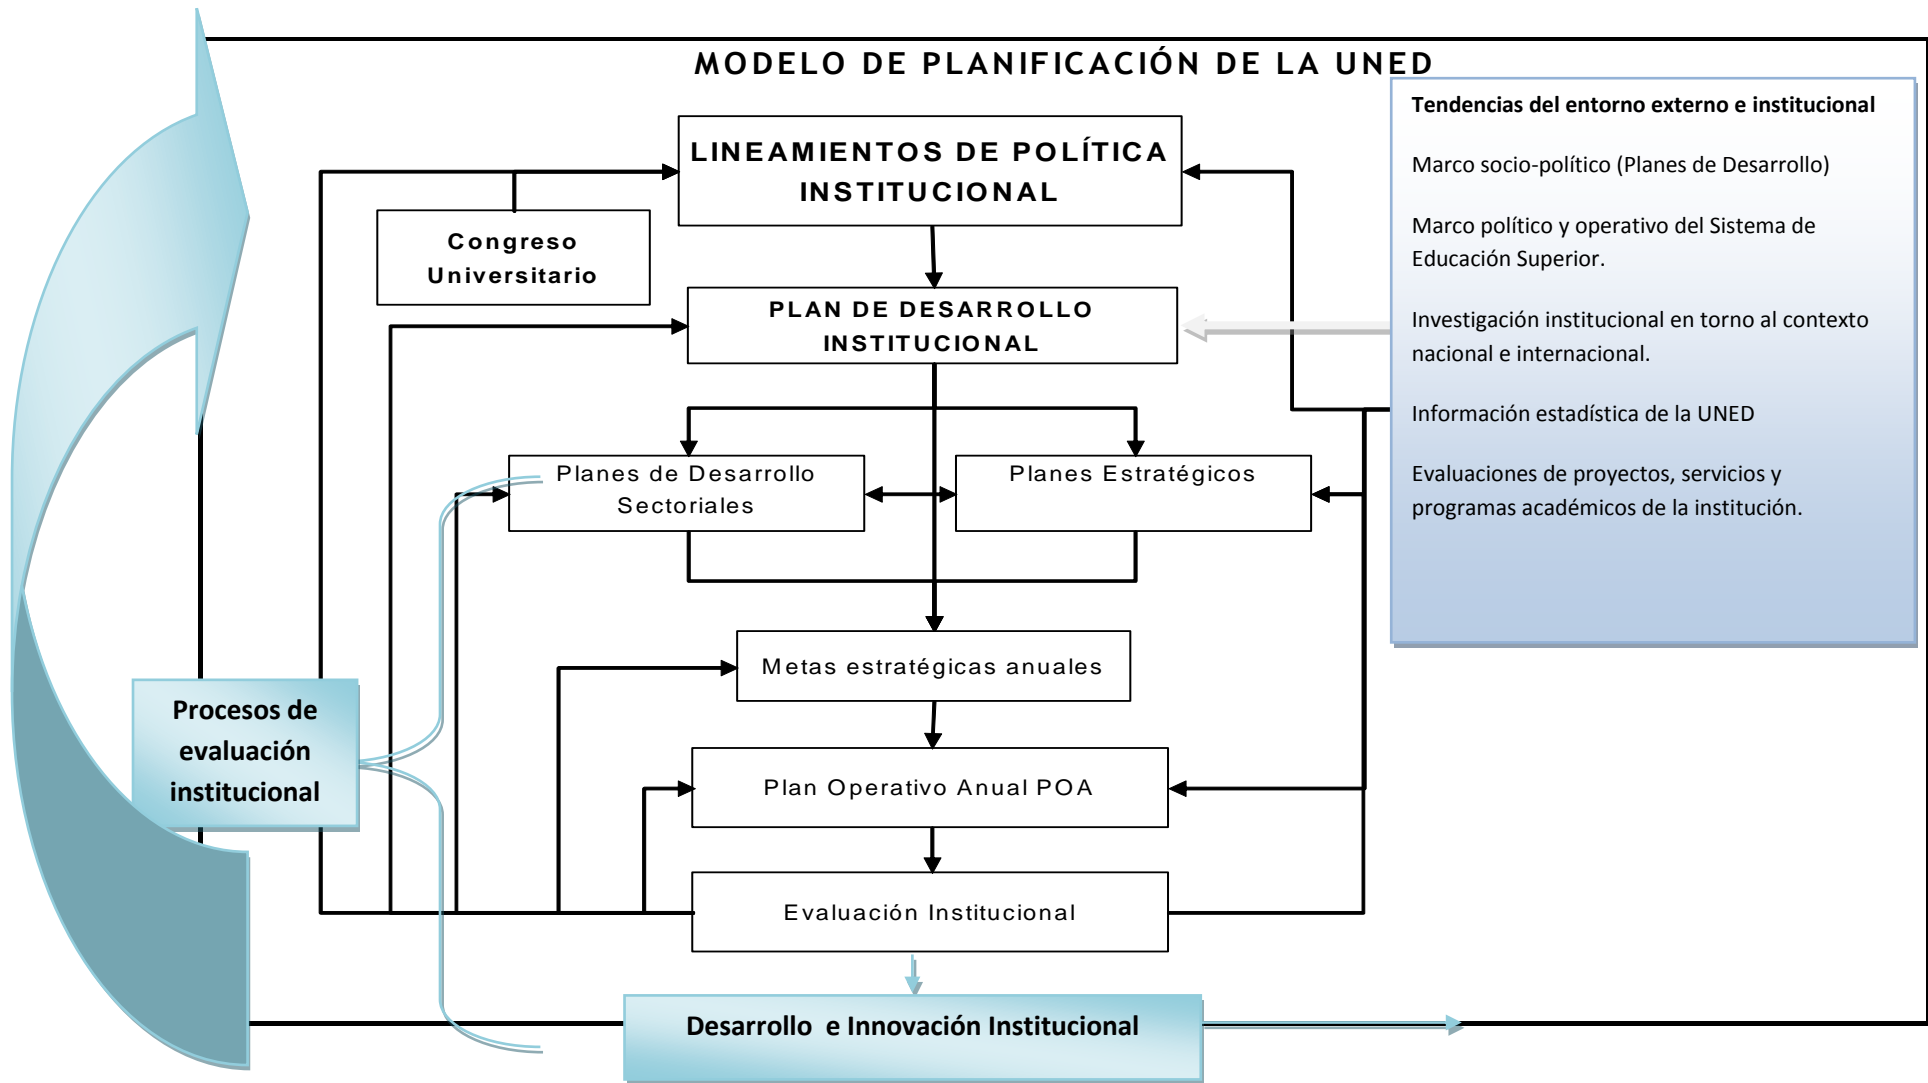 MODELO DE PLANIFICACIÓN DE LA UNED
LINEAMIENTOS DE POLÍTICA
INSTITUCIONAL
Congreso
Universitario
PLAN DE DESARROLLO
INSTITUCIONAL
Planes de Desarrollo
Sectoriales
Planes Estratégicos
Metas estratégicas anuales
Plan Operativo Anual POA
Evaluación Institucional
Desarrollo e Innovación Institucional
Procesos de
evaluación
institucional
Tendencias del entorno externo e institucional
Marco socio-político (Planes de Desarrollo)
Marco político y operativo del Sistema de
Educación Superior.
Investigación institucional en torno al contexto
nacional e internacional.
Información estadística de la UNED
Evaluaciones de proyectos, servicios y
programas académicos de la institución.